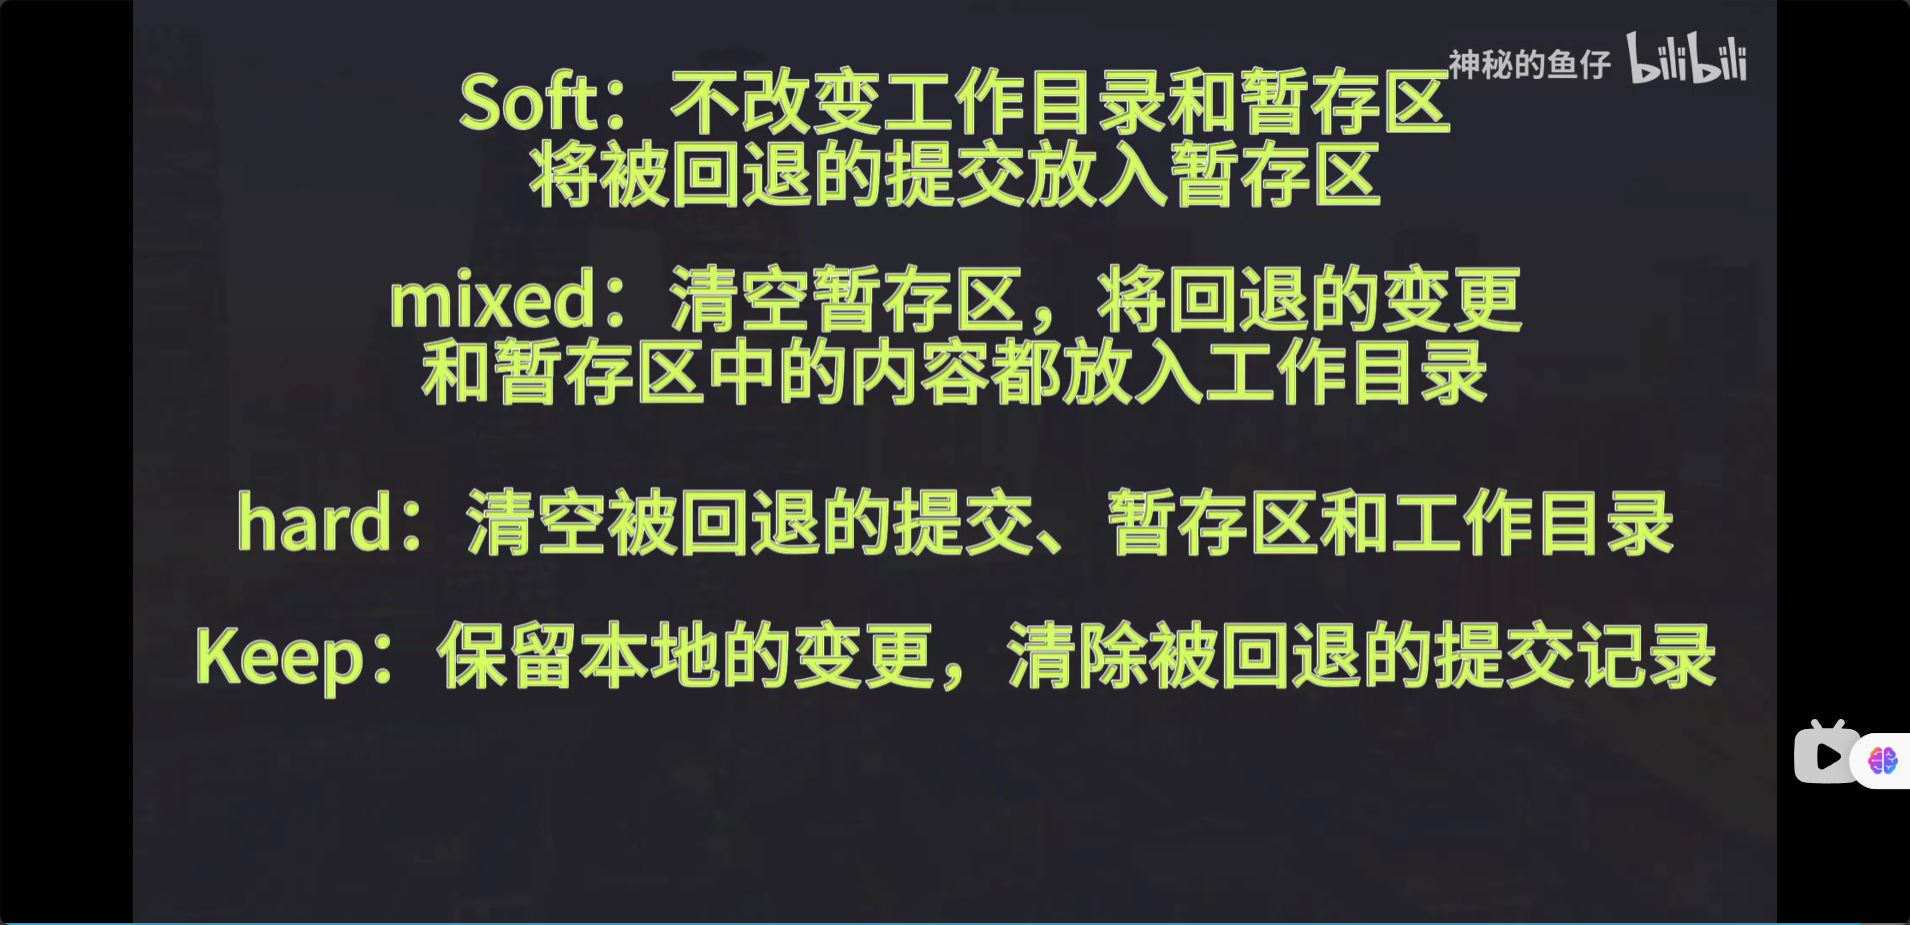 神秘的鱼仔 bilibili
Soft：不改变工作目录和暂存区
将被回退的提交放入暂存区
mixed：清空暂存区，将回退的变更
和暂存区中的内容都放入工作目录
hard：清空被回退的提交、暂存区和工作目录
Keep：保留本地的变更，清除被回退的提交记录